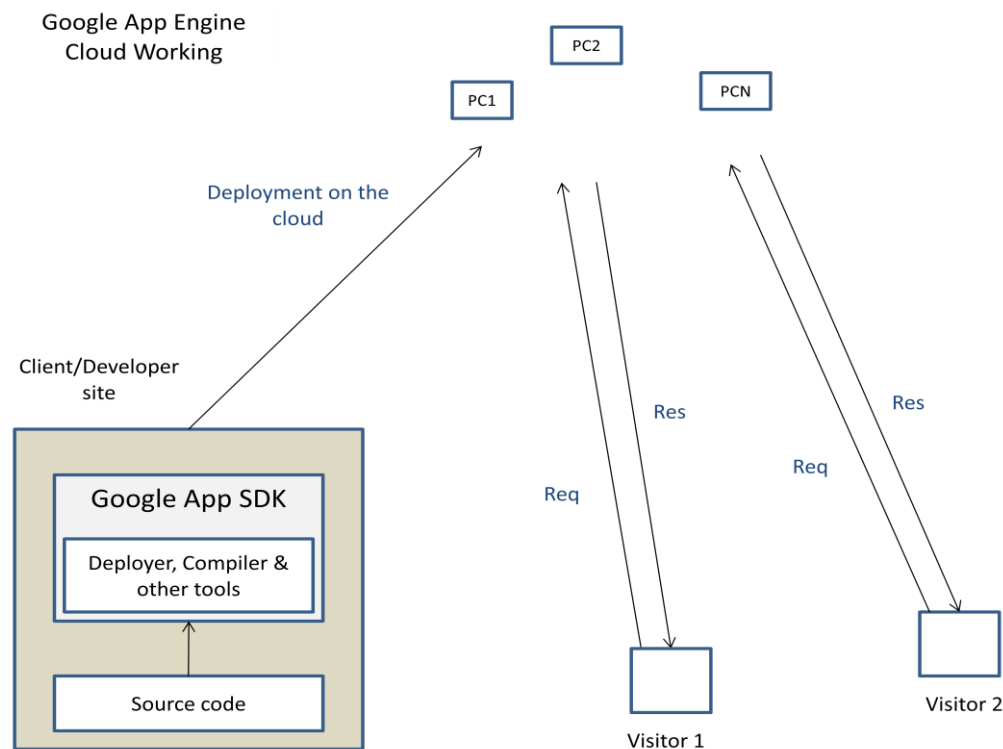 Google App Engine
Cloud Working
PC2
PC1
PCN
Deployment on the
cloud
Client/Developer
site
Res
Res
Req
Req
Google App SDK
Deployer, Compiler &
other tools
Source code
Visitor 2
Visitor 1